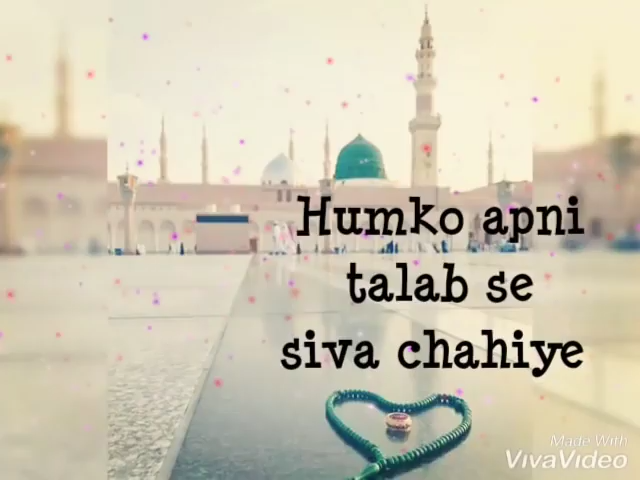 Humko apni
talab se
siva chahiye
Made With
VivaVideo